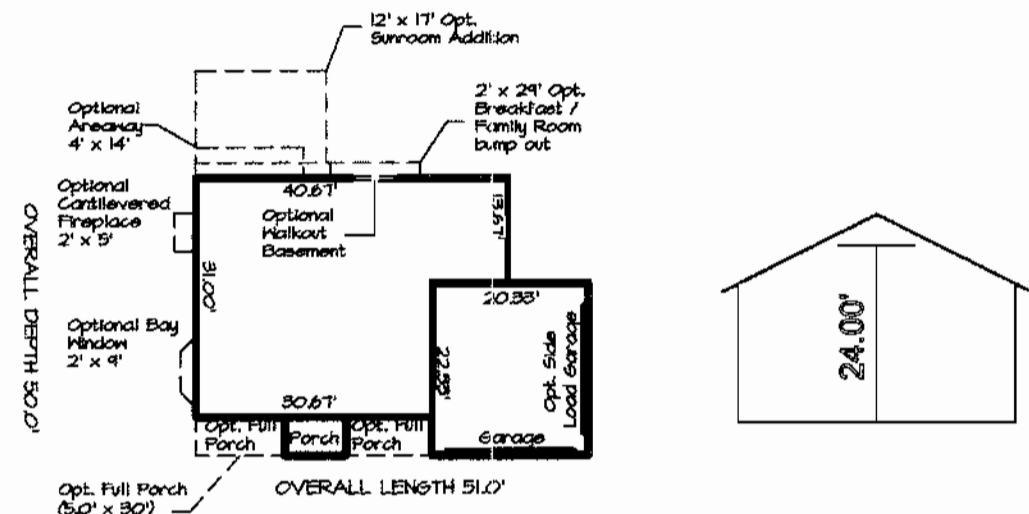 12' x 17' Opt.
Sunroom Addition
2' x 29' Opt.
Breakfast /
Family Room
bump out
Optional
Areaway
4' x 14'
40.67'
13.67'
Optional
Cantilevered
Fireplace
2' x 5'
Optional
Walkout
Basement
OVERALL DEPTH 50.0'
31.00'
20.33'
24.00'
Optional Bay
Window
2' x 9'
Opt. Side
Load Garage
30.67'
Opt. Full
Porch
Porch
Opt. Full
Porch
Garage
Opt. Full Porch
(5.0' x 30')
OVERALL LENGTH 51.0'